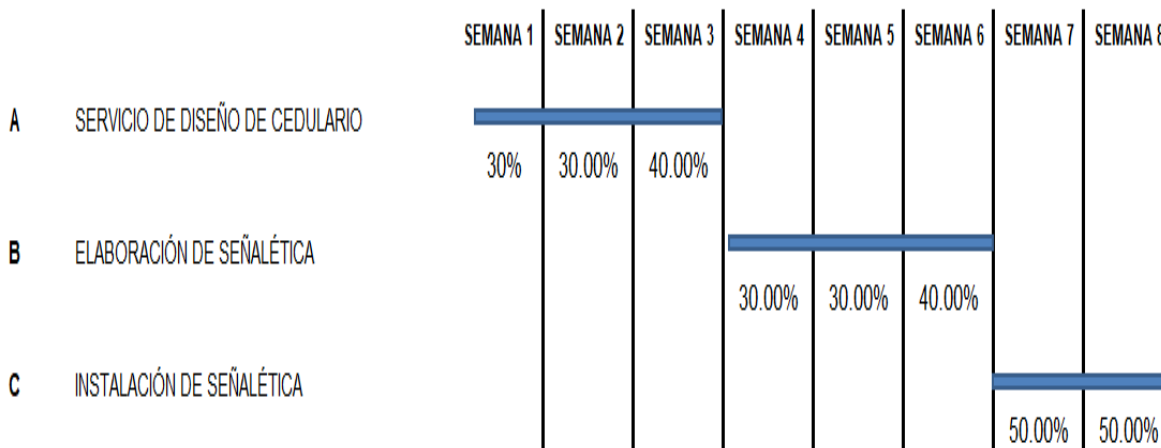 SEMANA 1 SEMANA 2 SEMANA 3 SEMANA 4 SEMANA 5 SEMANA 6 SEMANA 7 SEMANA 8
A SERVICIO DE DISEÑO DE CEDULARIO
30% 30.00% 40.00%
B ELABORACIÓN DE SEÑALÉTICA
30.00% 30.00% 40.00%
C INSTALACIÓN DE SEÑALÉTICA
50.00% 50.00%